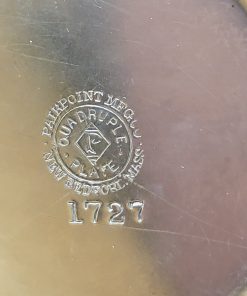 PAIRPOINT MFG CO
QUADRUPLE
P
PLATE
NEW BEDFORD, MASS.
1727